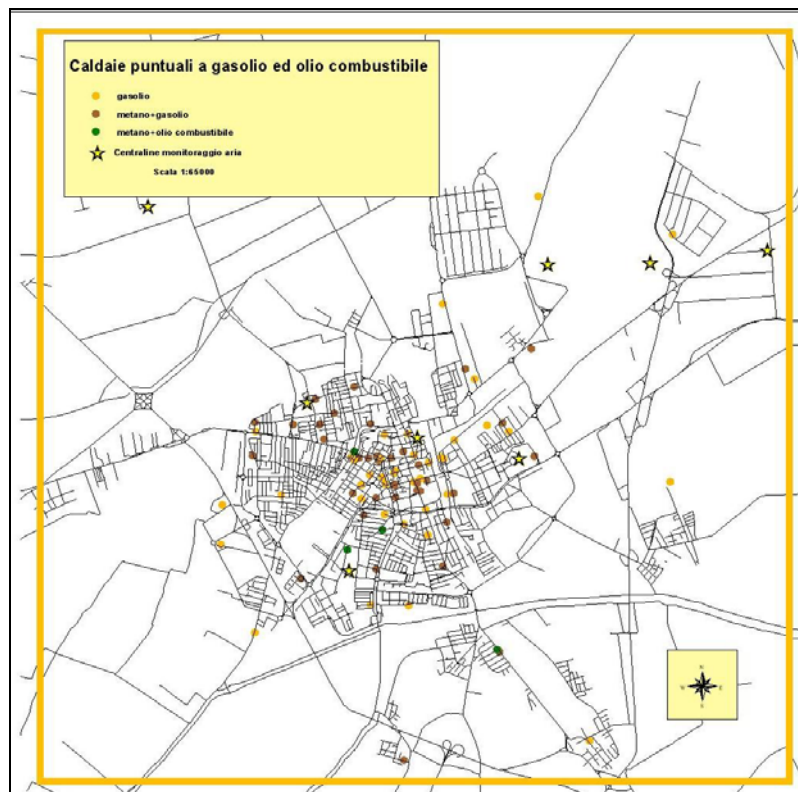 Caldaie puntuali a gasolio ed olio combustibile
gasolio
metano+gasolio
metano+olio combustibile
Centraline monitoraggio aria
Scala 1:65000
N
W
E
S